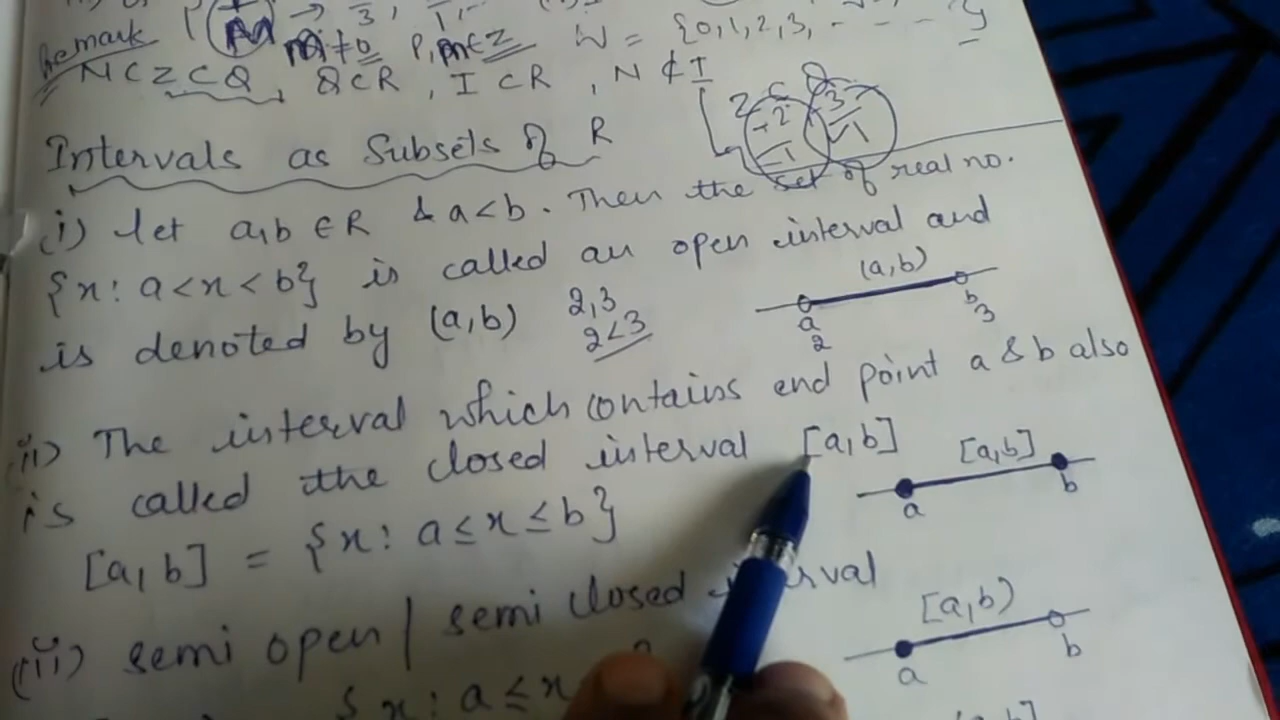 Remark
m ≠ 0 P, m ∈ Z W = {0,1,2,3, - - - }
N ⊂ Z ⊂ Q, Q ⊂ R, I ⊂ R, N ⊄ I
Z ⊂ Q
Intervals as Subsets of R
(i) let a,b ∈ R & a<b. Then the set of real no.
{x: a<x<b} is called an open interval and
is denoted by (a,b) 2,3
2<3
(a,b)
a b
2 3
(ii) The interval which contains end point a & b also
is called the closed interval [a,b]
[a,b]
a b
[a,b] = {x: a≤x≤b}
(iii) semi open / semi closed
[a,b)
a b
{x: a≤x